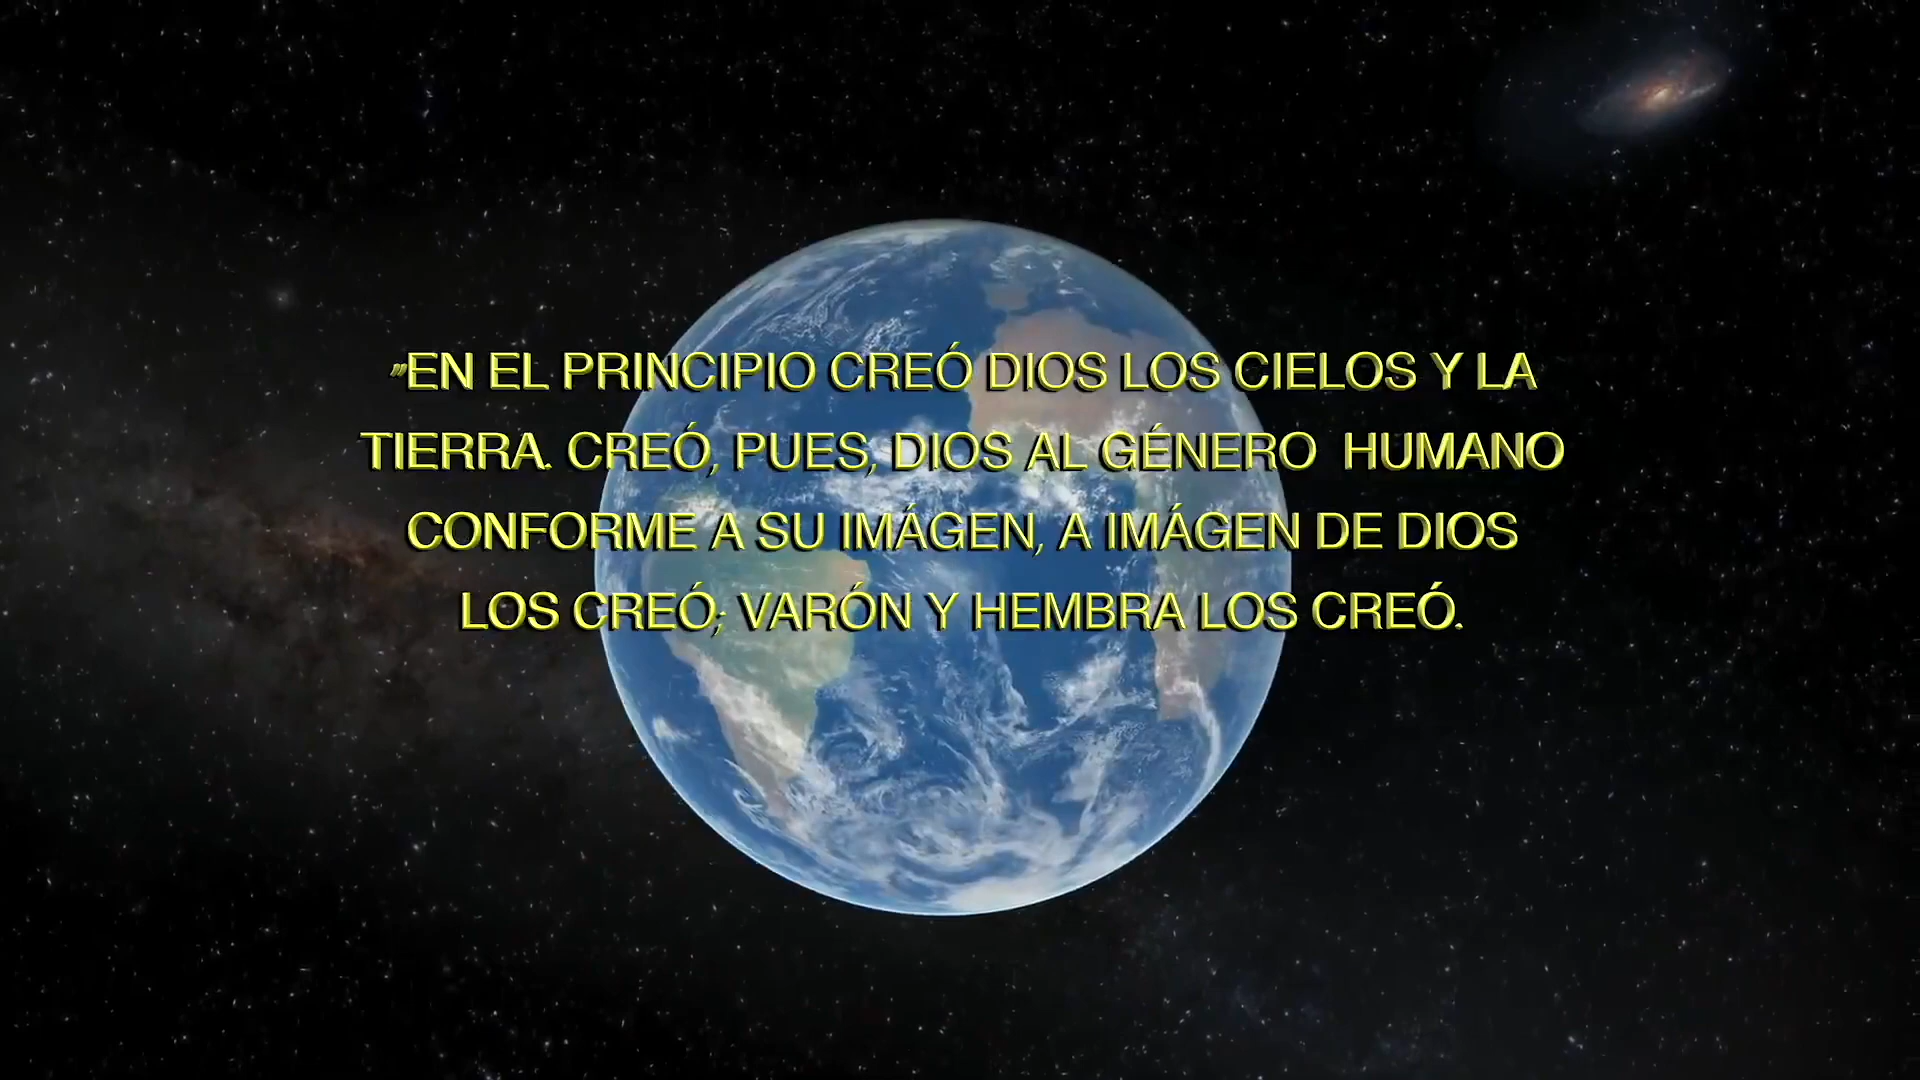 ”EN EL PRINCIPIO CREÓ DIOS LOS CIELOS Y LA
TIERRA. CREÓ, PUES, DIOS AL GÉNERO HUMANO
CONFORME A SU IMÁGEN, A IMÁGEN DE DIOS
LOS CREÓ; VARÓN Y HEMBRA LOS CREÓ.